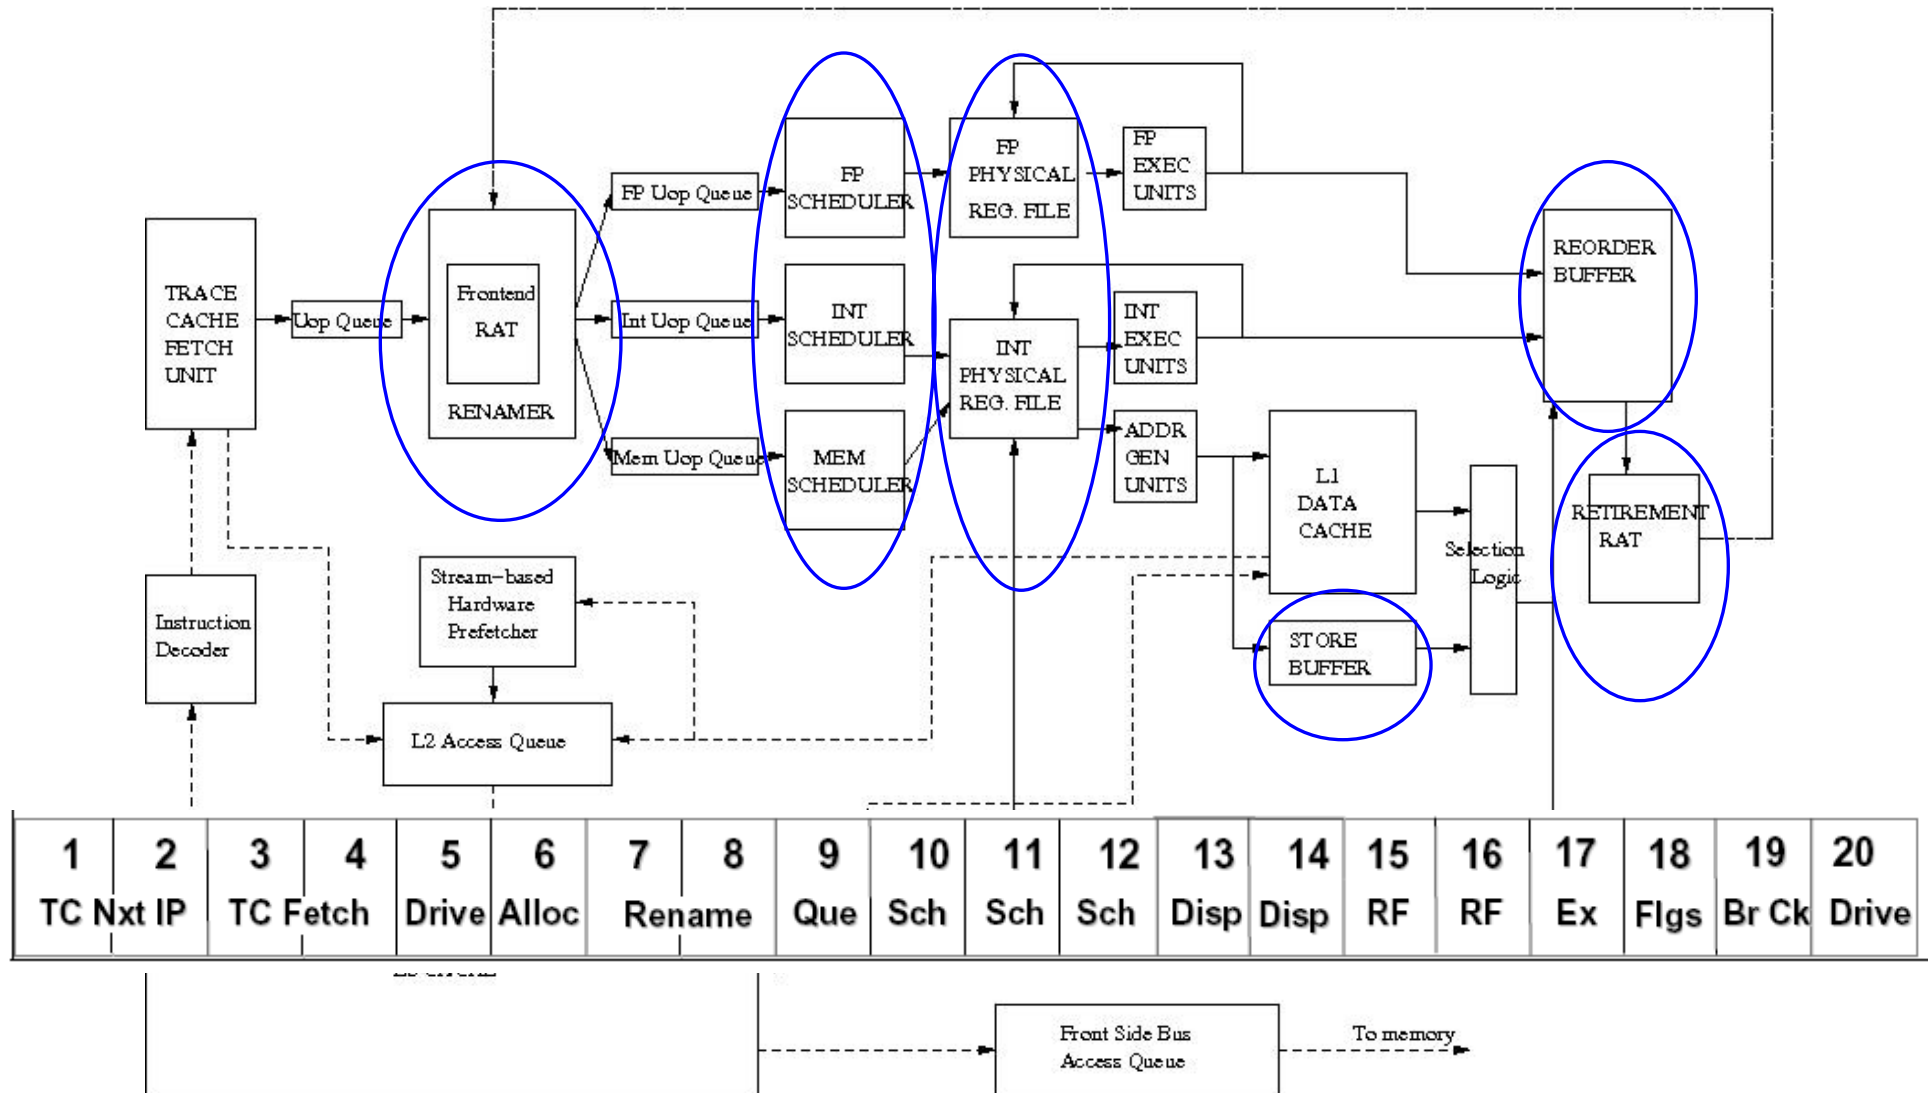 FP
PHYSICAL
REG. FILE
FP
EXEC
UNITS
FP
SCHEDULER
FP Uop Queue
TRACE
CACHE
FETCH
UNIT
Uop Queue
Frontend
RAT
RENAMER
Int Uop Queue
INT
SCHEDULER
INT
PHYSICAL
REG. FILE
INT
EXEC
UNITS
REORDER
BUFFER
Mem Uop Queue
MEM
SCHEDULER
ADDR
GEN
UNITS
L1
DATA
CACHE
Selection
Logic
RETIREMENT
RAT
Instruction
Decoder
Stream-based
Hardware
Prefetcher
STORE
BUFFER
L2 Access Queue
1 2 3 4 5 6 7 8 9 10 11 12 13 14 15 16 17 18 19 20
TC Nxt IP TC Fetch Drive Alloc Rename Que Sch Sch Sch Disp Disp RF RF Ex Flgs Br Ck Drive
Front Side Bus
Access Queue
To memory